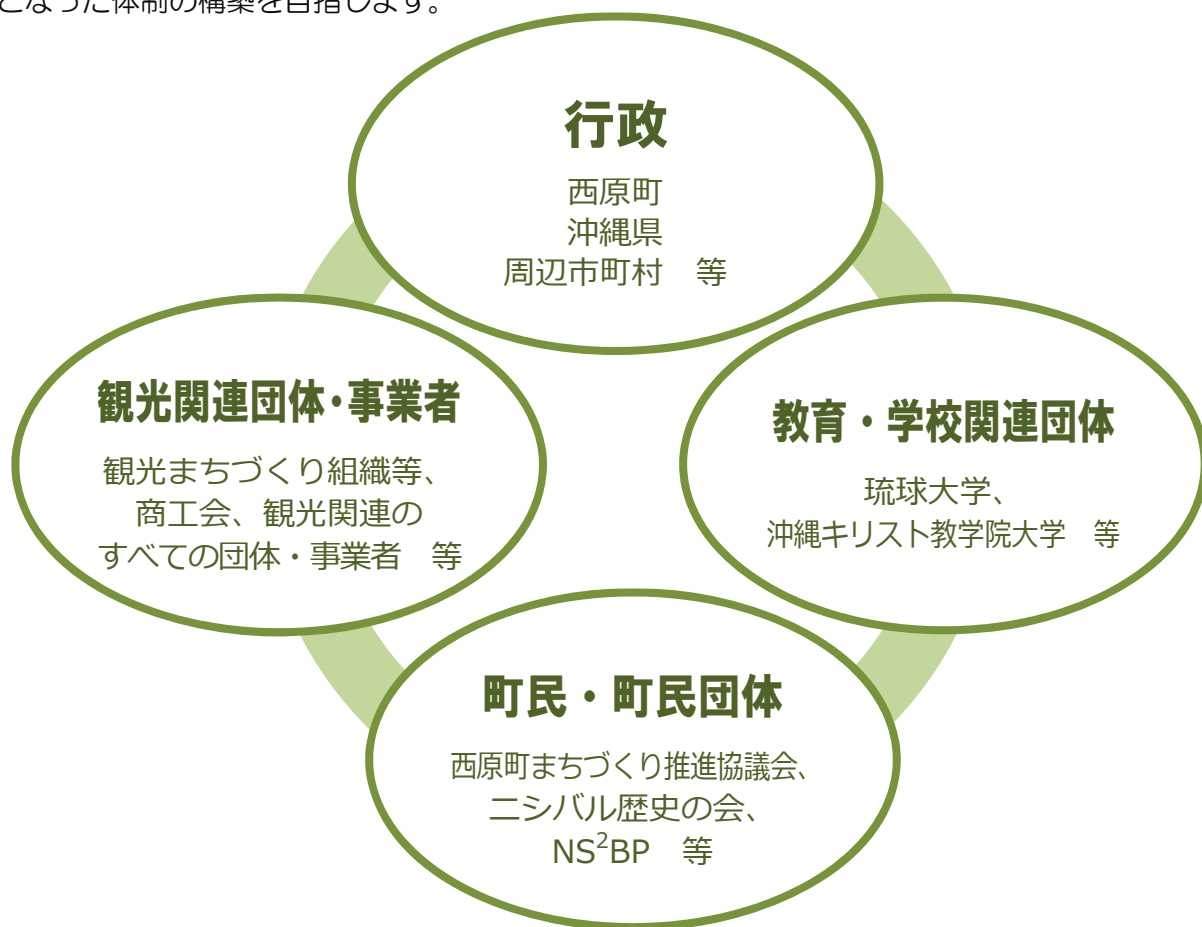 となった体制の構築を目指します。
行政
西原町
沖縄県
周辺市町村　等
観光関連団体・事業者
観光まちづくり組織等、
商工会、観光関連の
すべての団体・事業者　等
教育・学校関連団体
琉球大学、
沖縄キリスト教学院大学　等
町民・町民団体
西原町まちづくり推進協議会、
ニシバル歴史の会、
NS²BP　等